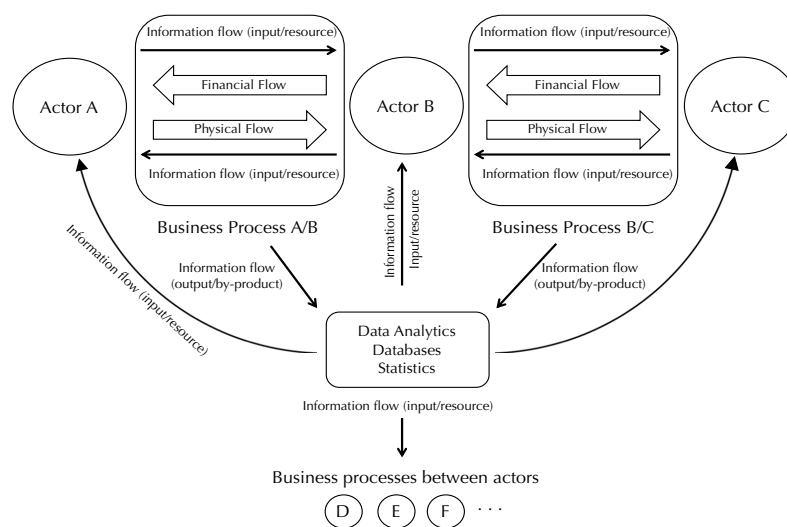 Information flow (input/resource)
Financial Flow
Physical Flow
Information flow (input/resource)
Information flow (input/resource)
Financial Flow
Physical Flow
Information flow (input/resource)
Actor A
Actor B
Actor C
Business Process A/B
Business Process B/C
Information flow (input/resource)
Information flow
(output/by-product)
Information flow
Input/resource
Information flow
(output/by-product)
Data Analytics
Databases
Statistics
Information flow (input/resource)
Business processes between actors
D E F . . .